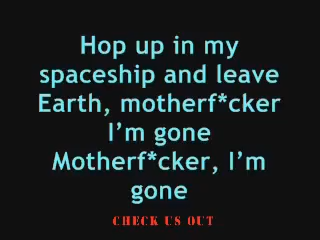 Hop up in my
spaceship and leave
Earth, motherf*cker
I’m gone
Motherf*cker, I’m
gone
CHECK US OUT